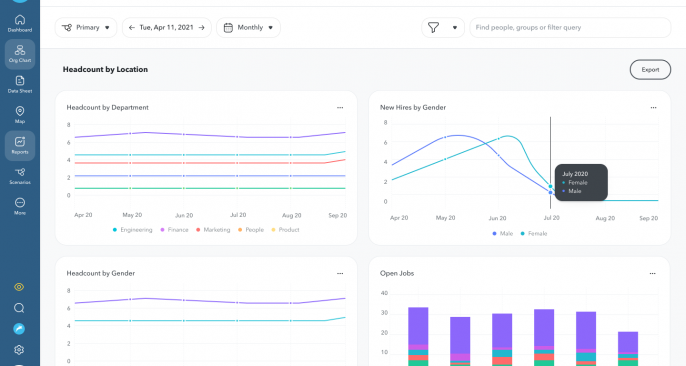 Primary
Tue, Apr 11, 2021
Monthly
Find people, groups or filter query
Dashboard
Org Chart
Data Sheet
Map
Reports
Scenarios
More
Headcount by Location
Export
Headcount by Department
8
6
4
2
0
Apr 20
May 20
Jun 20
Jul 20
Aug 20
Sep 20
Engineering
Finance
Marketing
People
Product
New Hires by Gender
8
6
4
2
0
Apr 20
May 20
Jun 20
Jul 20
Aug 20
Sep 20
July 2020
Female
Male
Male
Female
Headcount by Gender
8
6
4
2
0
Open Jobs
40
30
20
10